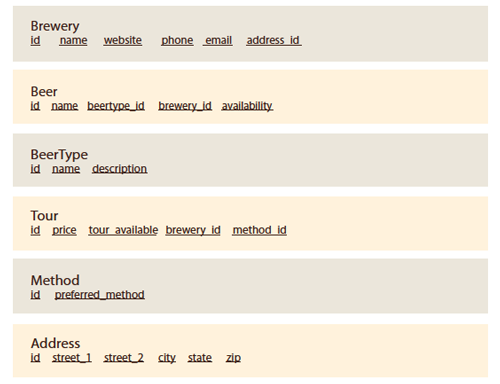 Brewery
id name website phone email address_id
Beer
id name beertype_id brewery_id availability
BeerType
id name description
Tour
id price tour_available brewery_id method_id
Method
id preferred_method
Address
id street_1 street_2 city state zip